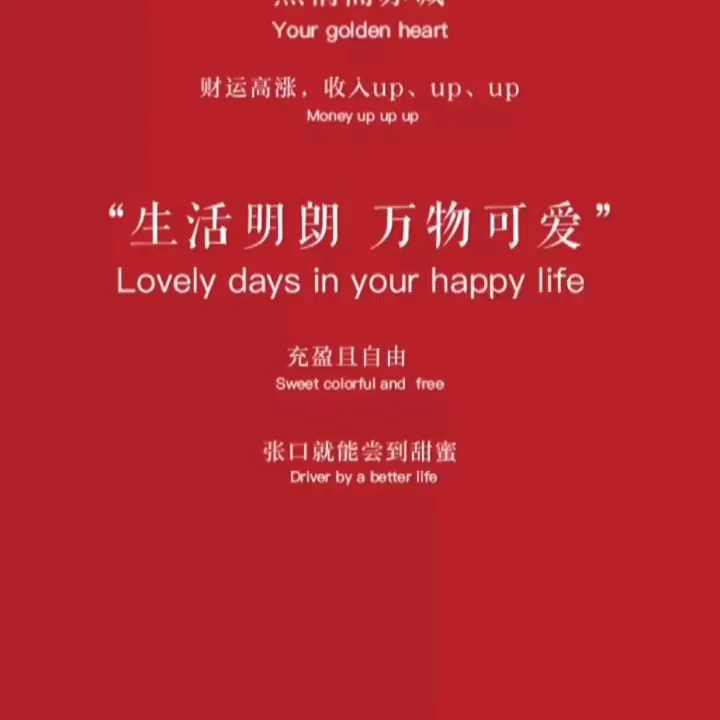 Your golden heart
财运高涨，收入up、up、up
Money up up up
“生活明朗 万物可爱”
Lovely days in your happy life
充盈且自由
Sweet colorful and free
张口就能尝到甜蜜
Driver by a better life